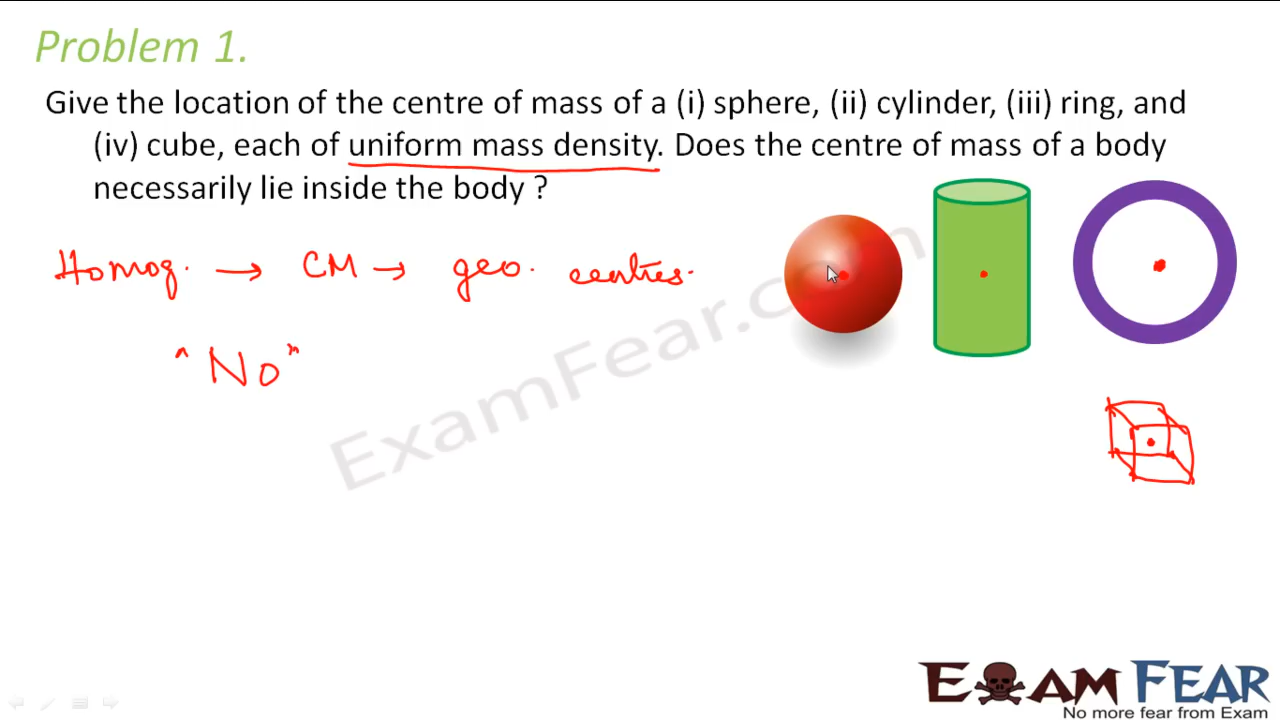 Problem 1.
Give the location of the centre of mass of a (i) sphere, (ii) cylinder, (iii) ring, and
(iv) cube, each of uniform mass density. Does the centre of mass of a body
necessarily lie inside the body ?
Homog. → CM → geo. centres.
"No"
ExamFear.com
EXAM FEAR
No more fear from Exam